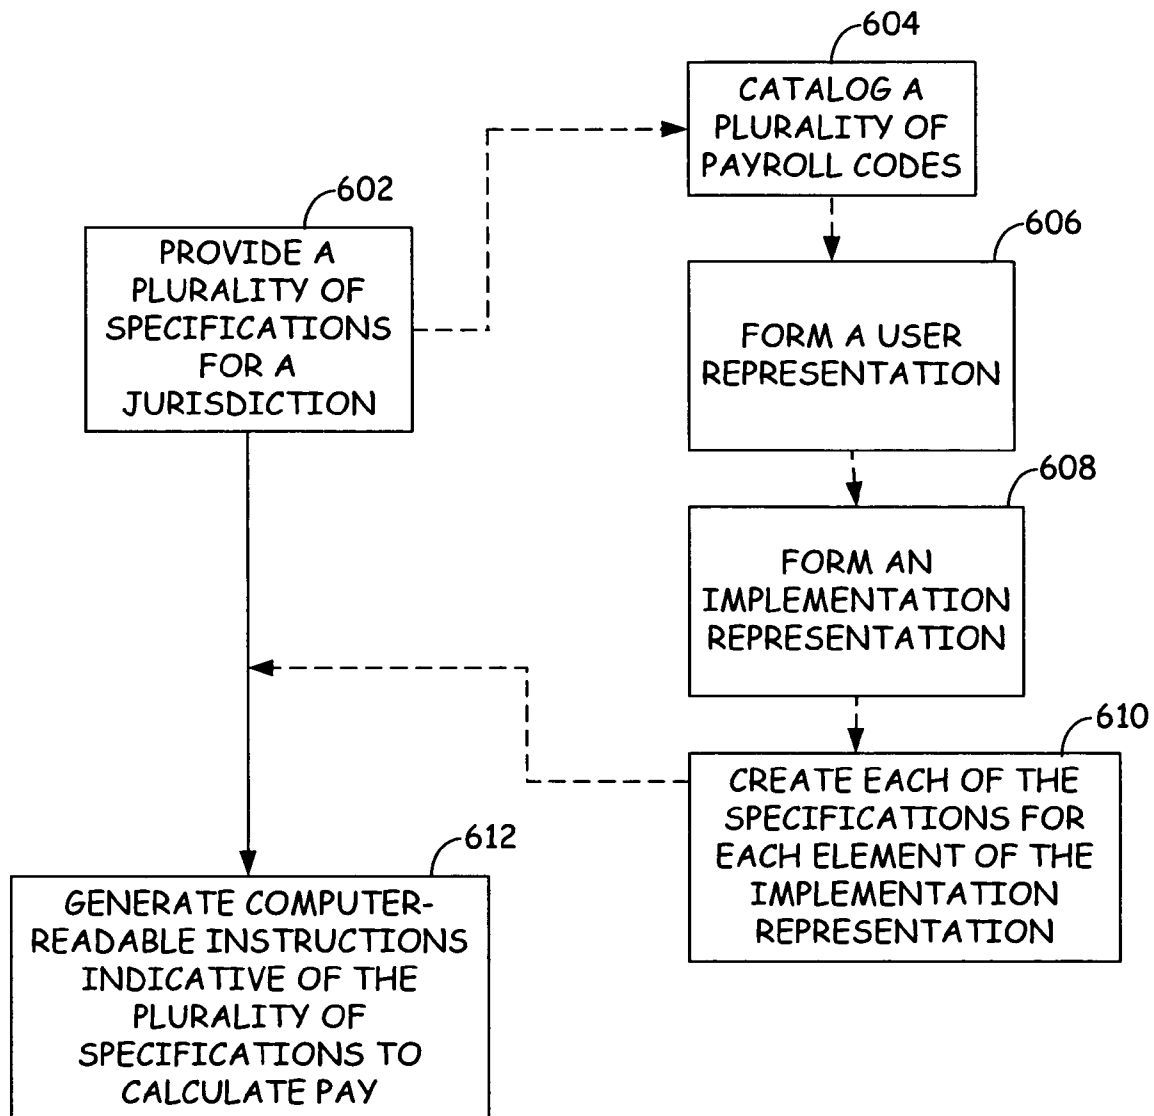 604
CATALOG A
PLURALITY OF
PAYROLL CODES
602
PROVIDE A
PLURALITY OF
SPECIFICATIONS
FOR A
JURISDICTION
606
FORM A USER
REPRESENTATION
608
FORM AN
IMPLEMENTATION
REPRESENTATION
610
CREATE EACH OF THE
SPECIFICATIONS FOR
EACH ELEMENT OF THE
IMPLEMENTATION
REPRESENTATION
612
GENERATE COMPUTER-
READABLE INSTRUCTIONS
INDICATIVE OF THE
PLURALITY OF
SPECIFICATIONS TO
CALCULATE PAY